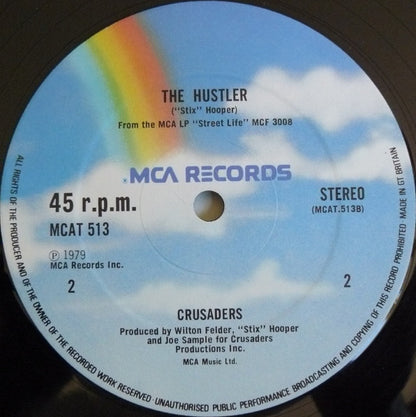 THE HUSTLER
("Stix" Hooper)
From the MCA LP "Street Life" MCF 3008
MCA RECORDS
45 r.p.m.
MCAT 513
STEREO
(MCAT.513B)
Ⓟ 1979
MCA Records Inc.
2
2
CRUSADERS
Produced by Wilton Felder, "Stix" Hooper
and Joe Sample for Crusaders
Productions Inc.
MCA Music Ltd.
ALL RIGHTS OF THE PRODUCER AND OF THE OWNER OF THE RECORDED WORK RESERVED UNAUTHORISED PUBLIC PERFORMANCE BROADCASTING AND COPYING OF THIS RECORD PROHIBITED MADE IN GT BRITAIN